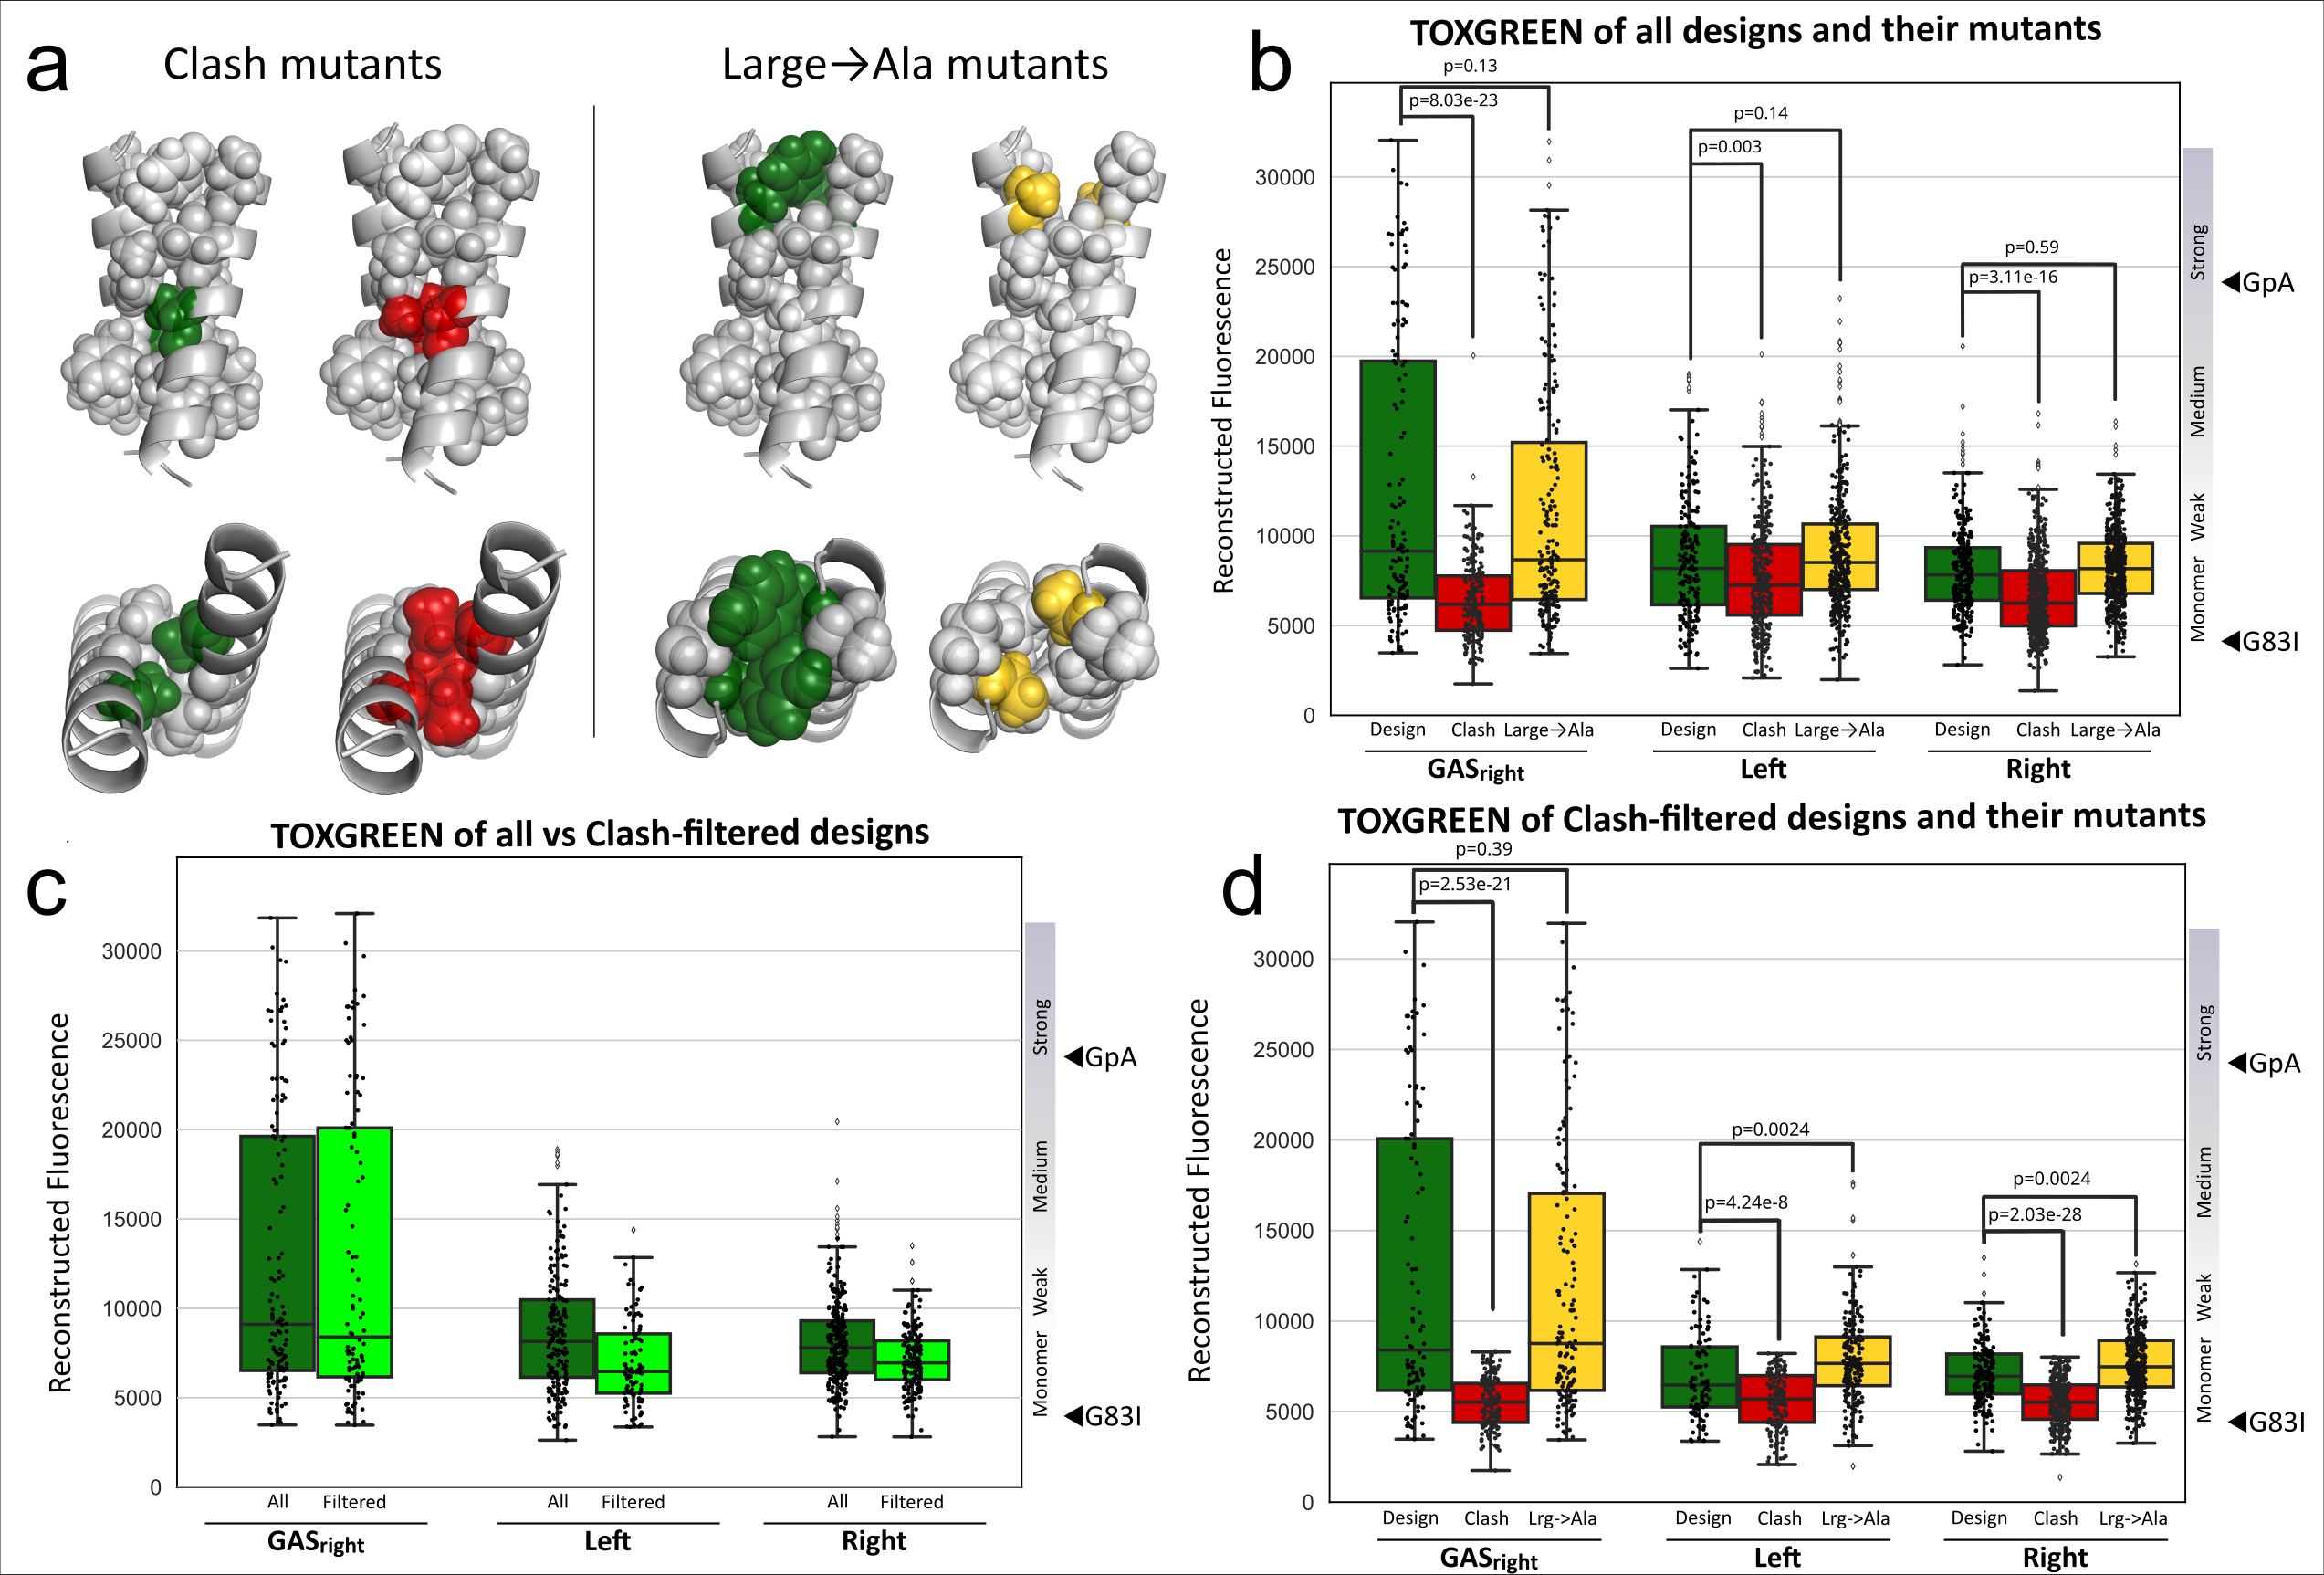 a
Clash mutants
Large→Ala mutants
b
TOXGREEN of all designs and their mutants
p=0.13
p=8.03e-23
p=0.14
p=0.003
p=0.59
p=3.11e-16
Reconstructed Fluorescence
30000
25000
20000
15000
10000
5000
0
Strong
Medium
Weak
Monomer
◀GpA
◀G83I
Design Clash Large→Ala
Design Clash Large→Ala
Design Clash Large→Ala
GASright
Left
Right
c
TOXGREEN of all vs Clash-filtered designs
Reconstructed Fluorescence
30000
25000
20000
15000
10000
5000
0
Strong
Medium
Weak
Monomer
◀GpA
◀G83I
All Filtered
All Filtered
All Filtered
GASright
Left
Right
d
TOXGREEN of Clash-filtered designs and their mutants
p=0.39
p=2.53e-21
p=0.0024
p=4.24e-8
p=0.0024
p=2.03e-28
Reconstructed Fluorescence
30000
25000
20000
15000
10000
5000
0
Strong
Medium
Weak
Monomer
◀GpA
◀G83I
Design Clash Lrg->Ala
Design Clash Lrg->Ala
Design Clash Lrg->Ala
GASright
Left
Right